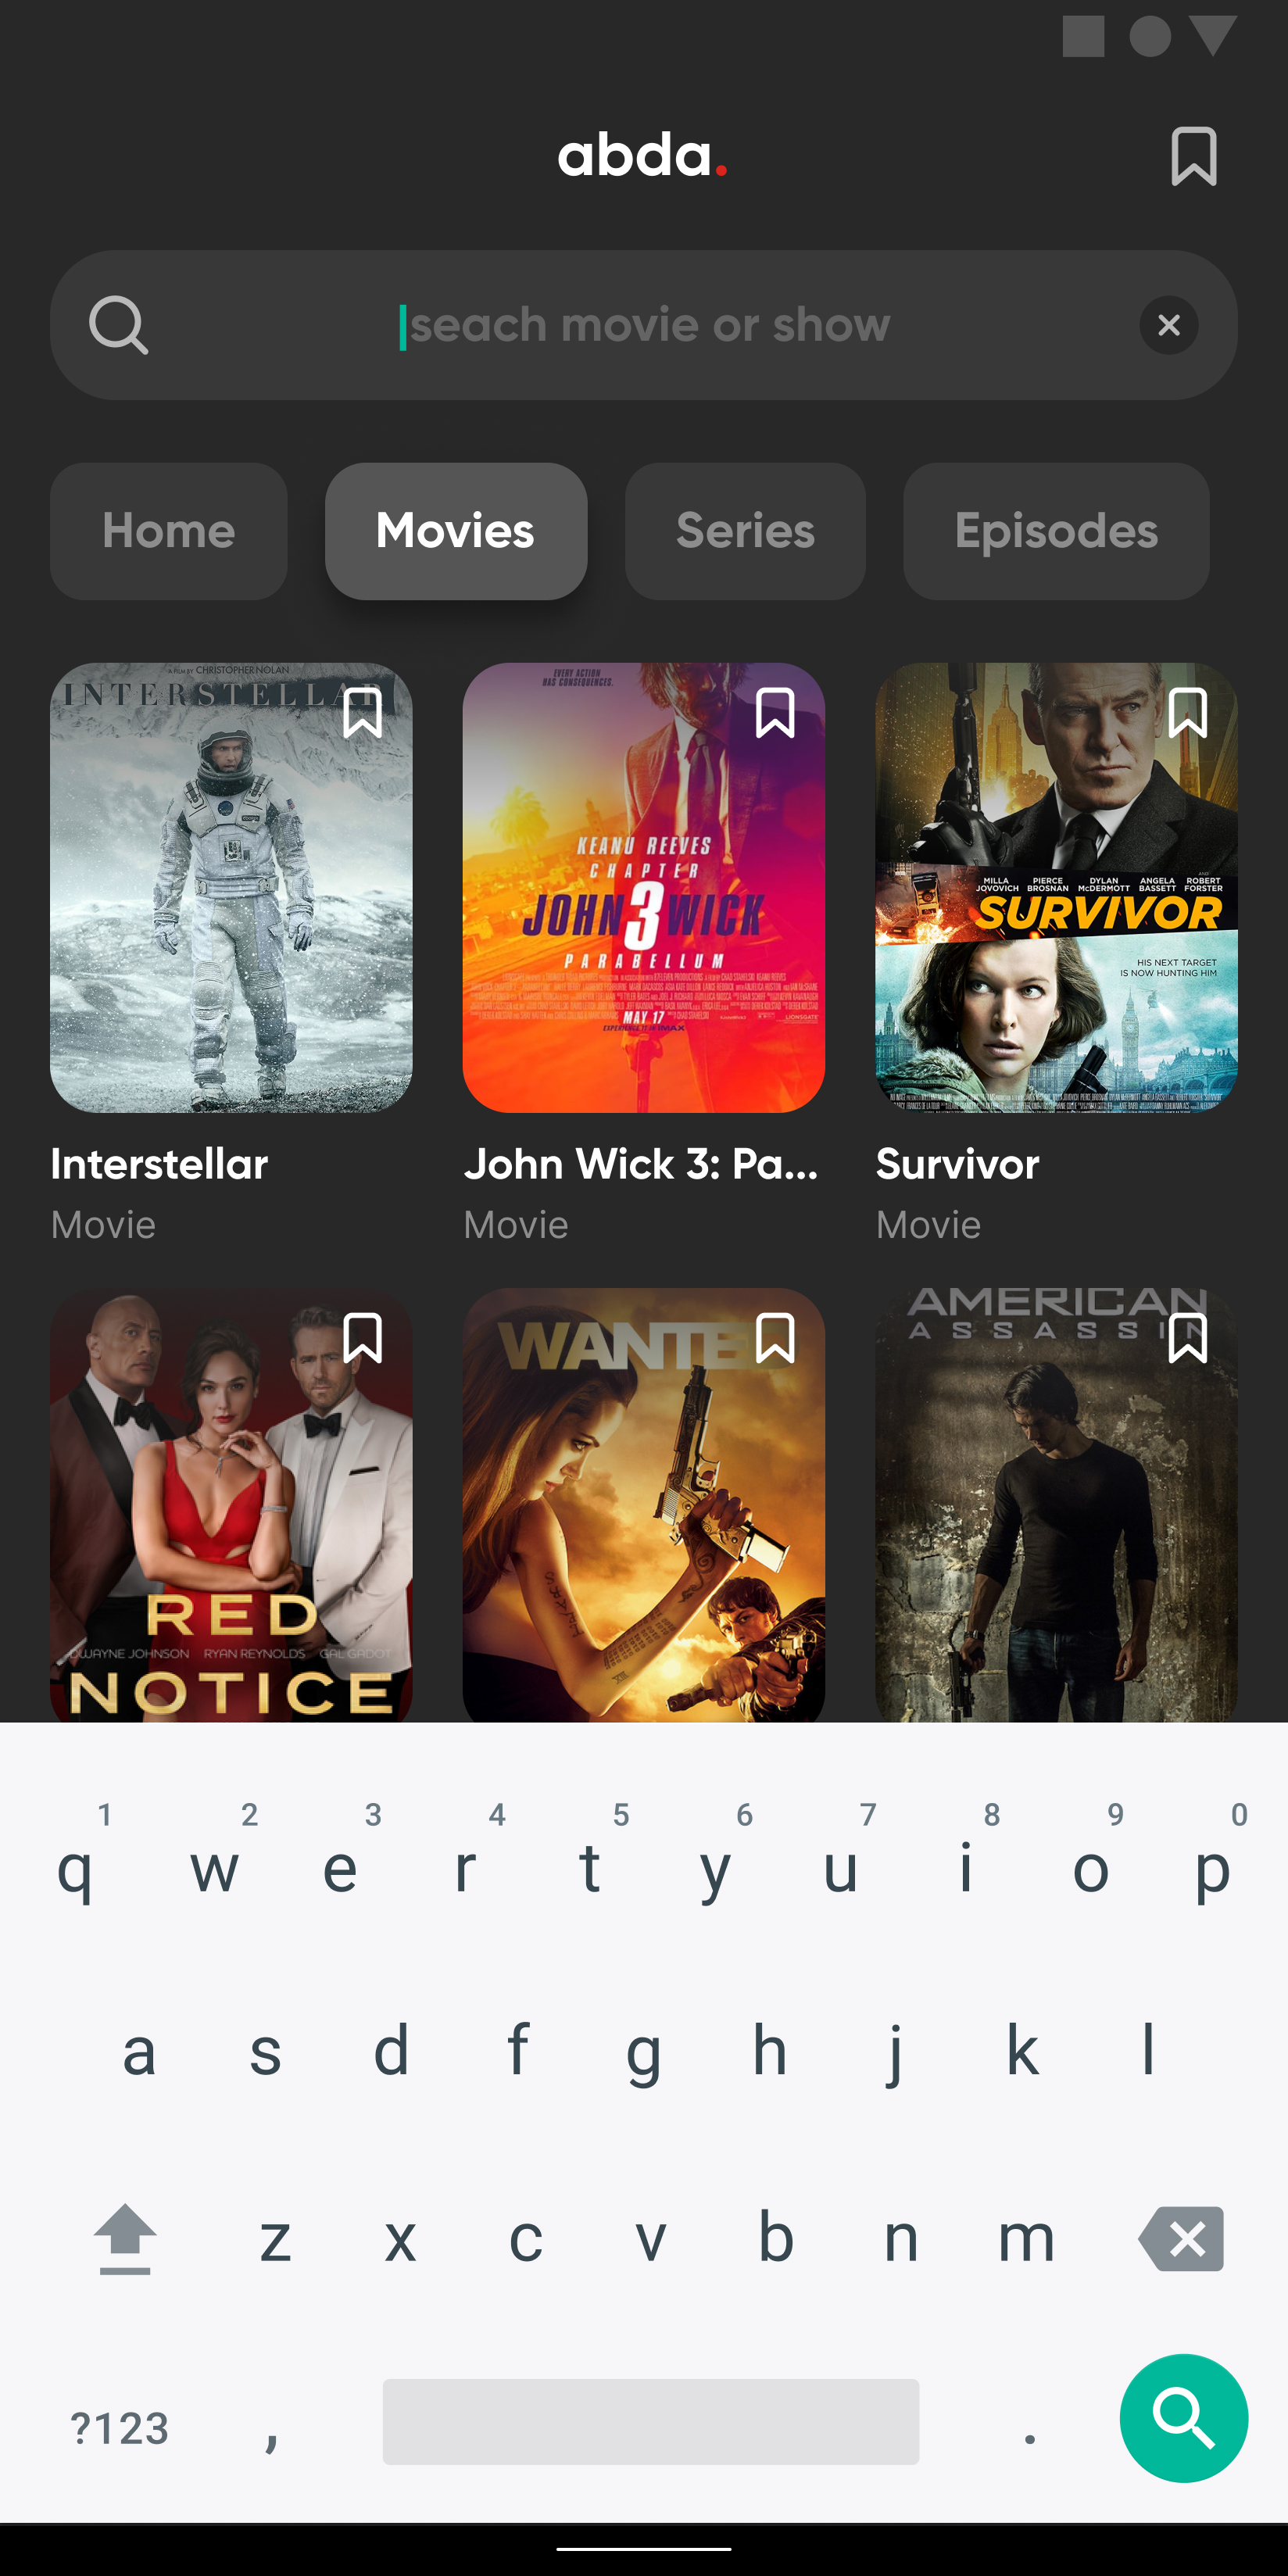 abda.
seach movie or show
Home Movies Series Episodes
A FILM BY CHRISTOPHER NOLAN
INTERSTELLAR
EVERY ACTION
HAS CONSEQUENCES.
KEANU REEVES
CHAPTER
JOHN 3 WICK
PARABELLUM
MAY 17
MILLA JOVOVICH PIERCE BROSNAN DYLAN McDERMOTT ANGELA BASSETT AND ROBERT FORSTER
SURVIVOR
HIS NEXT TARGET
IS NOW HUNTING HIM
Interstellar John Wick 3: Pa... Survivor
Movie Movie Movie
RED
DWAYNE JOHNSON RYAN REYNOLDS GAL GADOT
NOTICE
WANTE
AMERICAN
ASSASSIN
1 2 3 4 5 6 7 8 9 0
q w e r t y u i o p
a s d f g h j k l
z x c v b n m
?123 , .